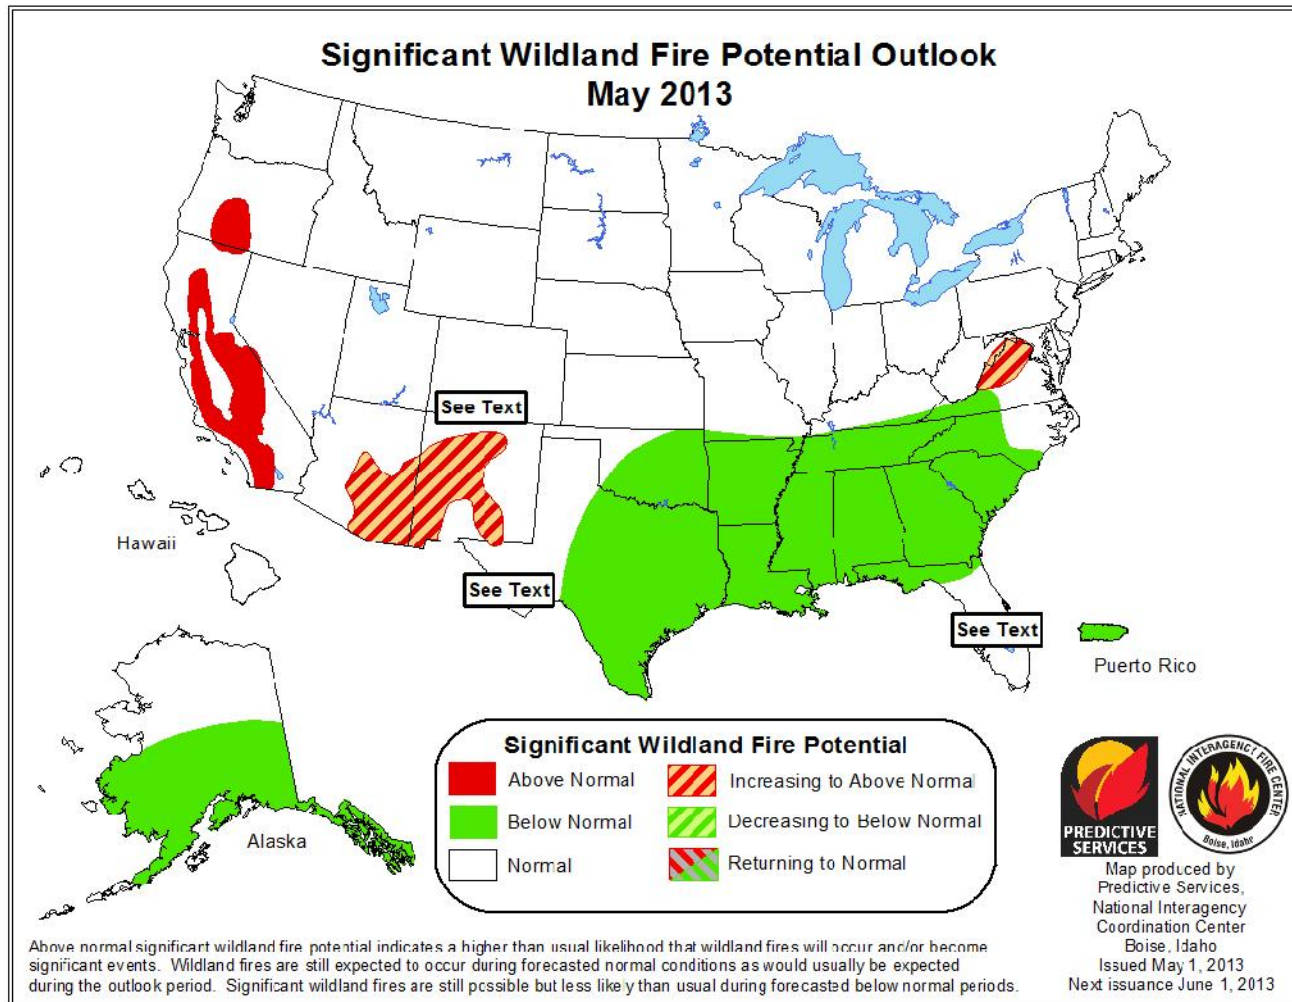 Significant Wildland Fire Potential Outlook
May 2013
See Text
Hawaii
See Text
See Text
Puerto Rico
Alaska
Significant Wildland Fire Potential
Above Normal
Increasing to Above Normal
Below Normal
Decreasing to Below Normal
Normal
Returning to Normal
PREDICTIVE
SERVICES
NATIONAL INTERAGENCY FIRE CENTER
Boise, Idaho
Map produced by
Predictive Services,
National Interagency
Coordination Center
Boise, Idaho
Issued May 1, 2013
Next issuance June 1, 2013
Above normal significant wildland fire potential indicates a higher than usual likelihood that wildland fires will occur and/or become
significant events. Wildland fires are still expected to occur during forecasted normal conditions as would usually be expected
during the outlook period. Significant wildland fires are still possible but less likely than usual during forecasted below normal periods.